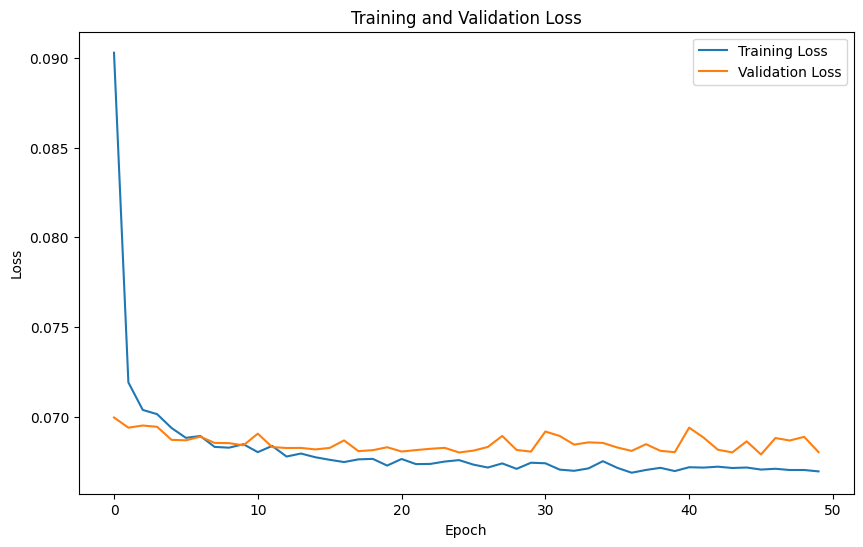 Training and Validation Loss
Training Loss
Validation Loss
0.090
0.085
0.080
0.075
0.070
Loss
0
10
20
30
40
50
Epoch